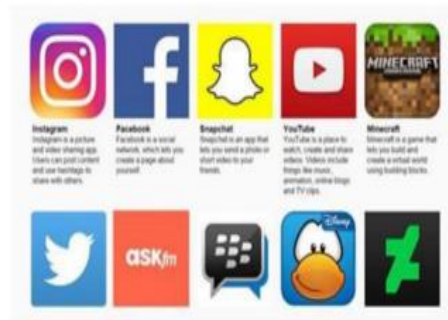 MINECRAFT
Instagram
Instagram is a picture
and video sharing app.
Users can post content
and use hashtags to
share with others.
Facebook
Facebook is a social
network, which lets you
create a page about
yourself.
Snapchat
Snapchat is an app that
lets you send a photo or
short video to your
friends.
YouTube
YouTube is a place to
watch, create and share
videos. Videos include
things like music,
animation, online blogs
and TV clips.
Minecraft
Minecraft is a game that
lets you build and
create a virtual world
using building blocks.
askfm
Disney